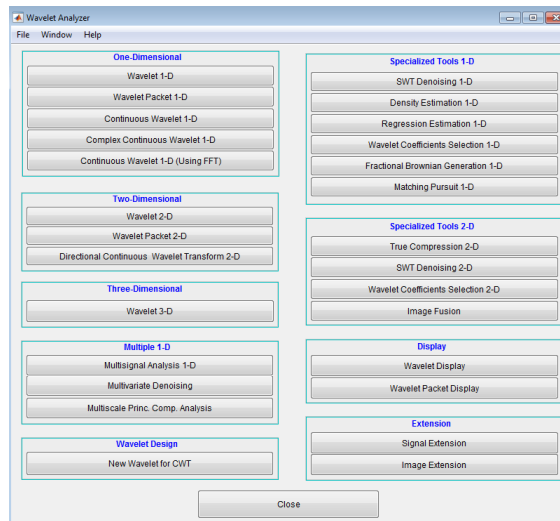 Wavelet Analyzer
File Window Help
One-Dimensional
Wavelet 1-D
Wavelet Packet 1-D
Continuous Wavelet 1-D
Complex Continuous Wavelet 1-D
Continuous Wavelet 1-D (Using FFT)
Two-Dimensional
Wavelet 2-D
Wavelet Packet 2-D
Directional Continuous Wavelet Transform 2-D
Three-Dimensional
Wavelet 3-D
Multiple 1-D
Multisignal Analysis 1-D
Multivariate Denoising
Multiscale Princ. Comp. Analysis
Wavelet Design
New Wavelet for CWT
Specialized Tools 1-D
SWT Denoising 1-D
Density Estimation 1-D
Regression Estimation 1-D
Wavelet Coefficients Selection 1-D
Fractional Brownian Generation 1-D
Matching Pursuit 1-D
Specialized Tools 2-D
True Compression 2-D
SWT Denoising 2-D
Wavelet Coefficients Selection 2-D
Image Fusion
Display
Wavelet Display
Wavelet Packet Display
Extension
Signal Extension
Image Extension
Close